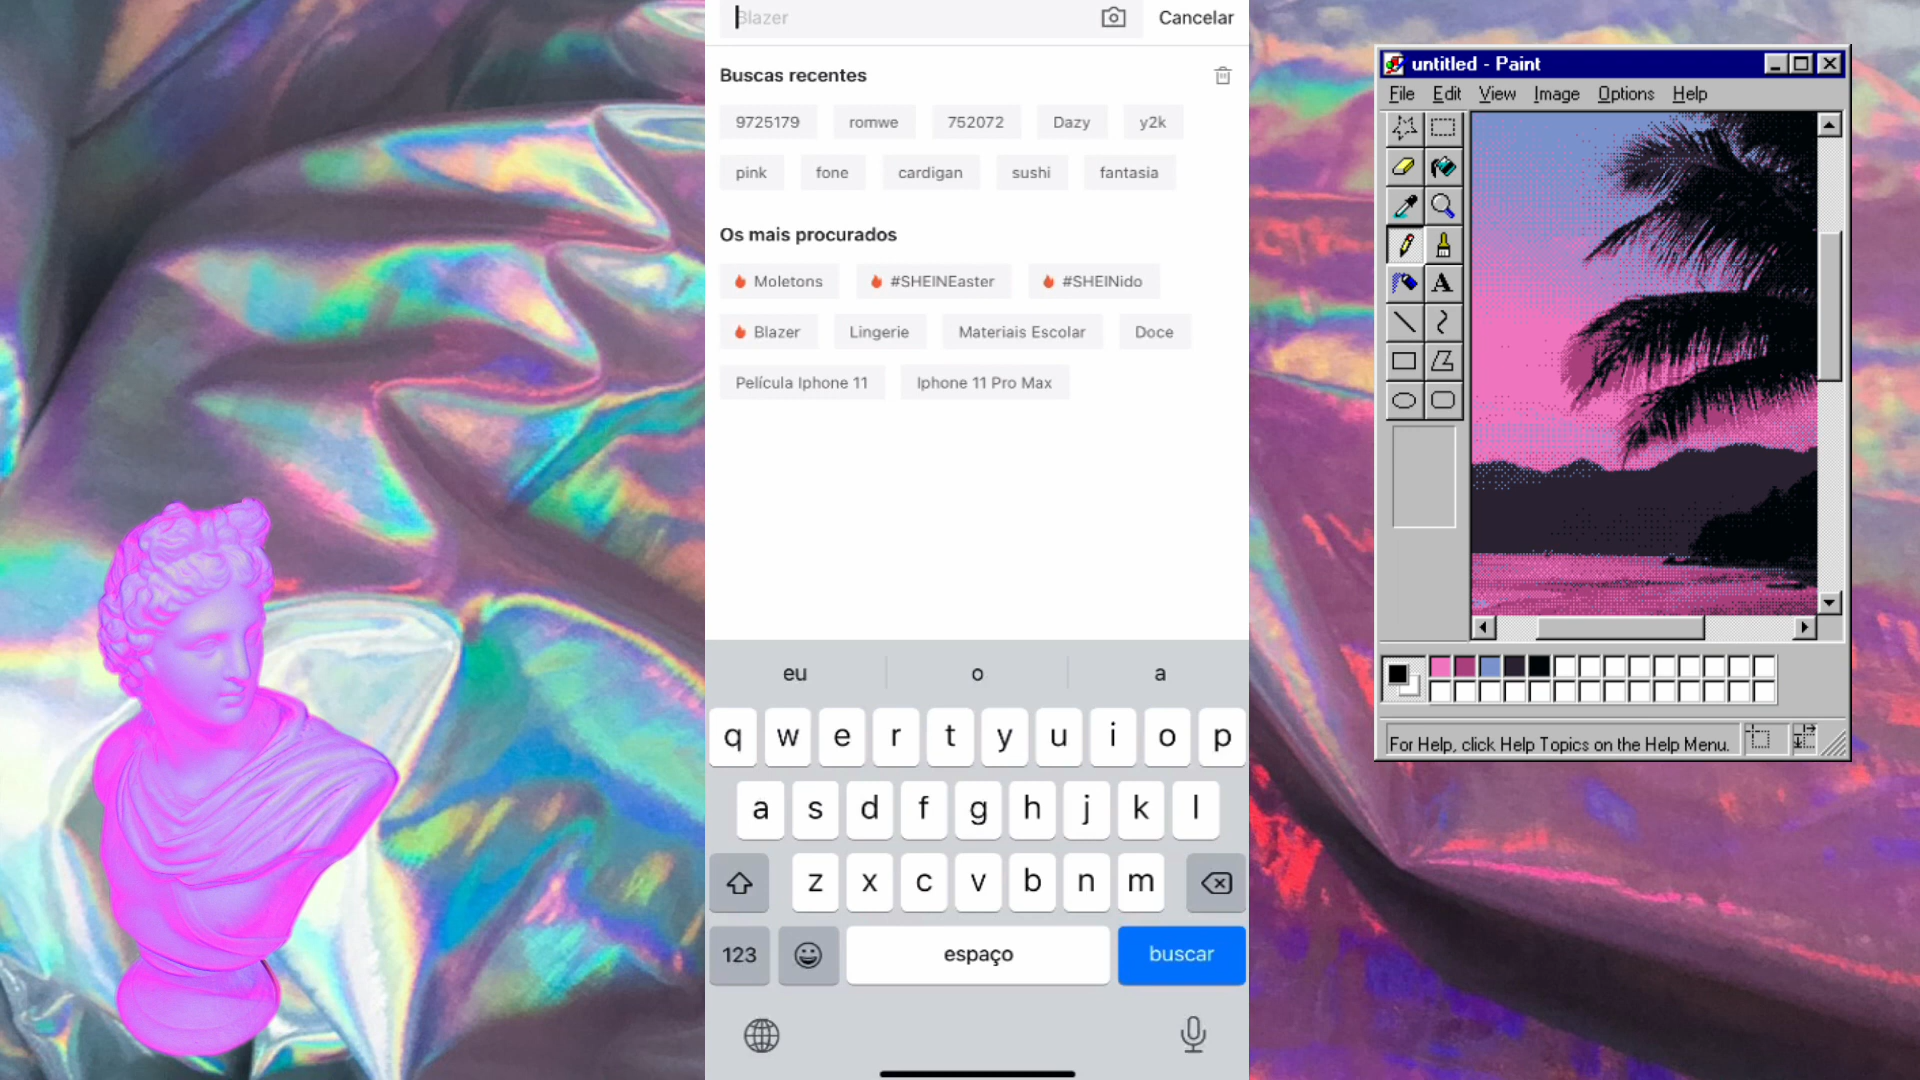 Blazer Cancelar
Buscas recentes
9725179 romwe 752072 Dazy y2k
pink fone cardigan sushi fantasia
Os mais procurados
Moletons #SHEINEaster #SHEINido
Blazer Lingerie Materiais Escolar Doce
Película Iphone 11 Iphone 11 Pro Max
eu o a
q w e r t y u i o p
a s d f g h j k l
z x c v b n m
123 espaço buscar
untitled - Paint
File Edit View Image Options Help
A
For Help, click Help Topics on the Help Menu.